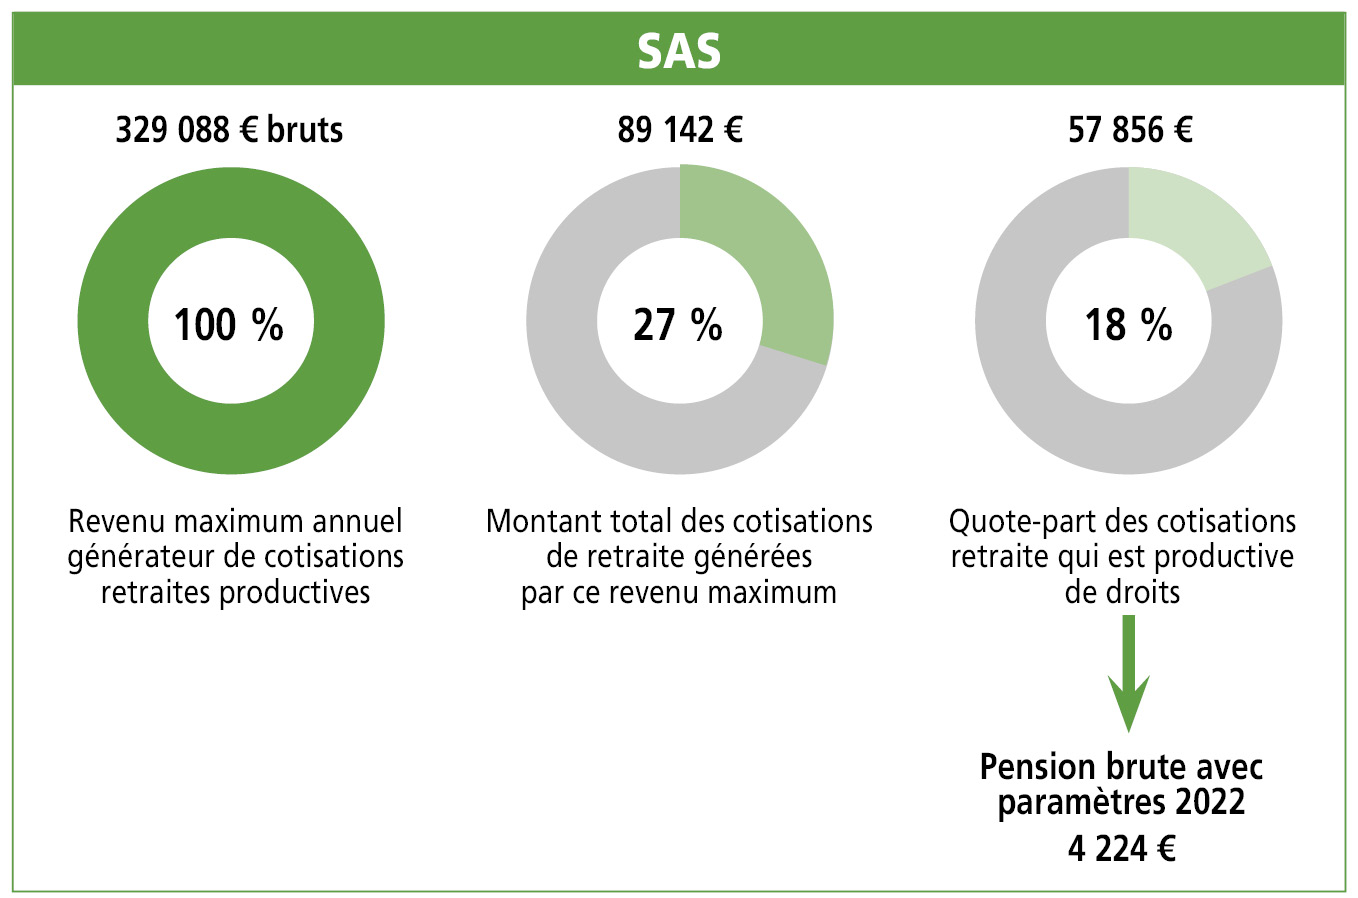 SAS
329 088 € bruts
100 %
Revenu maximum annuel
générateur de cotisations
retraites productives
89 142 €
27 %
Montant total des cotisations
de retraite générées
par ce revenu maximum
57 856 €
18 %
Quote-part des cotisations
retraite qui est productive
de droits
Pension brute avec
paramètres 2022
4 224 €